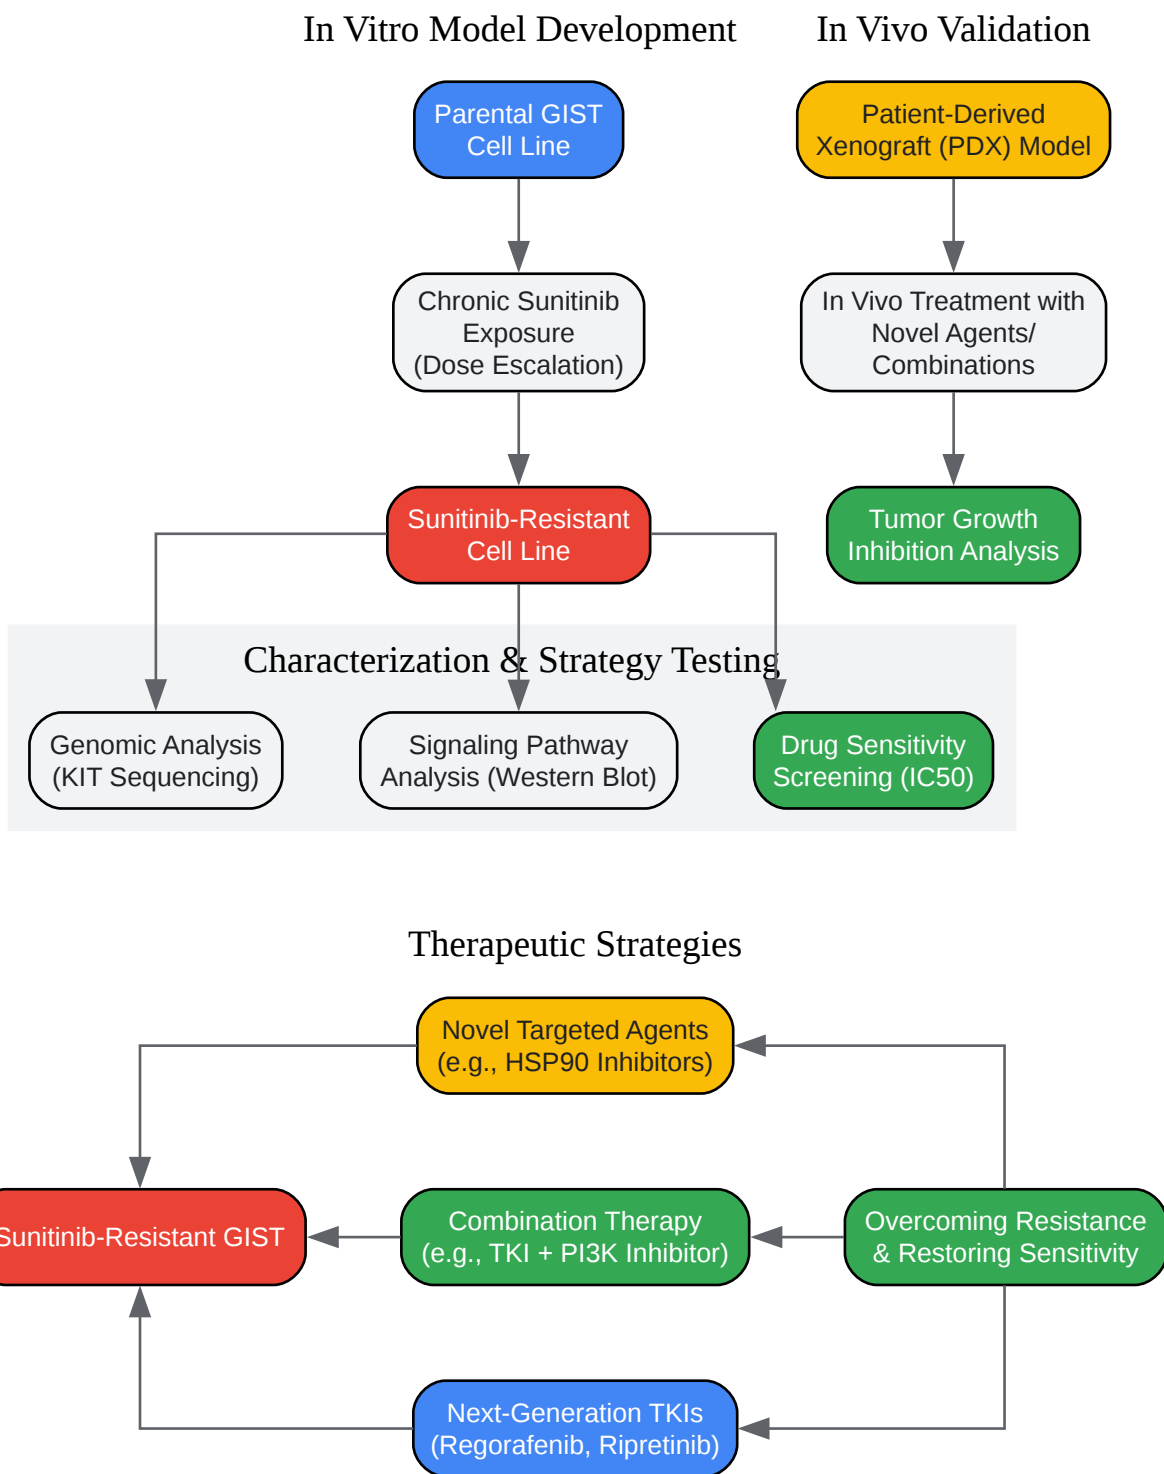 In Vitro Model Development
In Vivo Validation
Parental GIST
Cell Line
Patient-Derived
Xenograft (PDX) Model
Chronic Sunitinib
Exposure
(Dose Escalation)
In Vivo Treatment with
Novel Agents/
Combinations
Sunitinib-Resistant
Cell Line
Tumor Growth
Inhibition Analysis
Characterization & Strategy Testing
Genomic Analysis
(KIT Sequencing)
Signaling Pathway
Analysis (Western Blot)
Drug Sensitivity
Screening (IC50)
Therapeutic Strategies
Novel Targeted Agents
(e.g., HSP90 Inhibitors)
Sunitinib-Resistant GIST
Combination Therapy
(e.g., TKI + PI3K Inhibitor)
Overcoming Resistance
& Restoring Sensitivity
Next-Generation TKIs
(Regorafenib, Ripretinib)